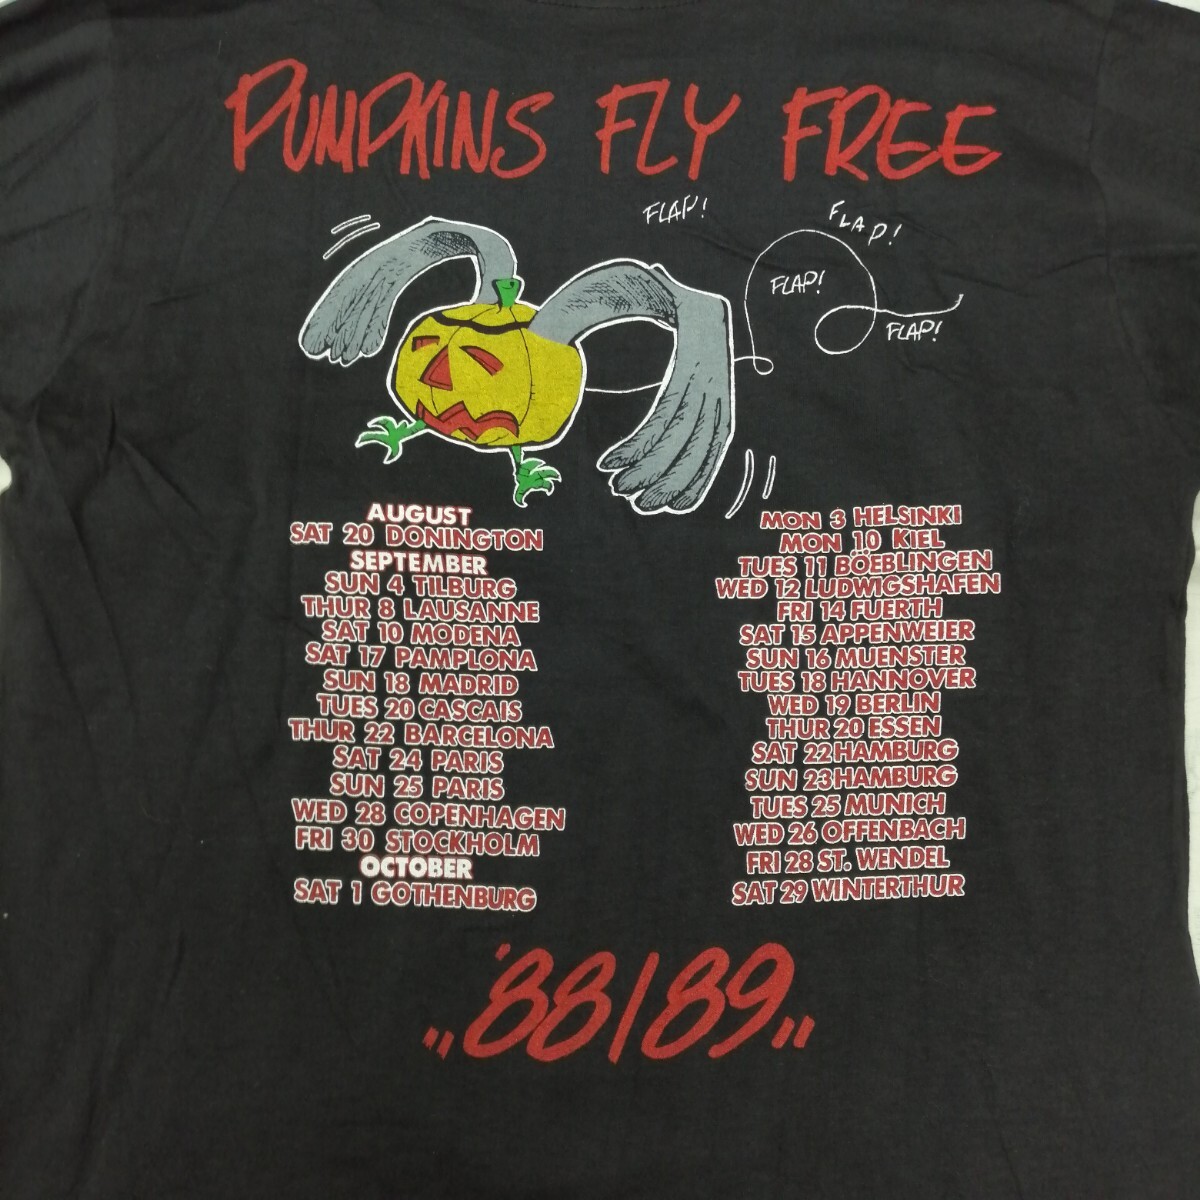 PUMPKINS FLY FREE
FLAP!
FLAP!
FLAP!
FLAP!
AUGUST
SAT 20 DONINGTON
SEPTEMBER
SUN 4 TILBURG
THUR 8 LAUSANNE
SAT 10 MODENA
SAT 17 PAMPLONA
SUN 18 MADRID
TUES 20 CASCAIS
THUR 22 BARCELONA
SAT 24 PARIS
SUN 25 PARIS
WED 28 COPENHAGEN
FRI 30 STOCKHOLM
OCTOBER
SAT 1 GOTHENBURG
MON 3 HELSINKI
MON 10 KIEL
TUES 11 BÖEBLINGEN
WED 12 LUDWIGSHAFEN
FRI 14 FUERTH
SAT 15 APPENWEIER
SUN 16 MUENSTER
TUES 18 HANNOVER
WED 19 BERLIN
THUR 20 ESSEN
SAT 22 HAMBURG
SUN 23 HAMBURG
TUES 25 MUNICH
WED 26 OFFENBACH
FRI 28 ST. WENDEL
SAT 29 WINTERTHUR
„'88/89„